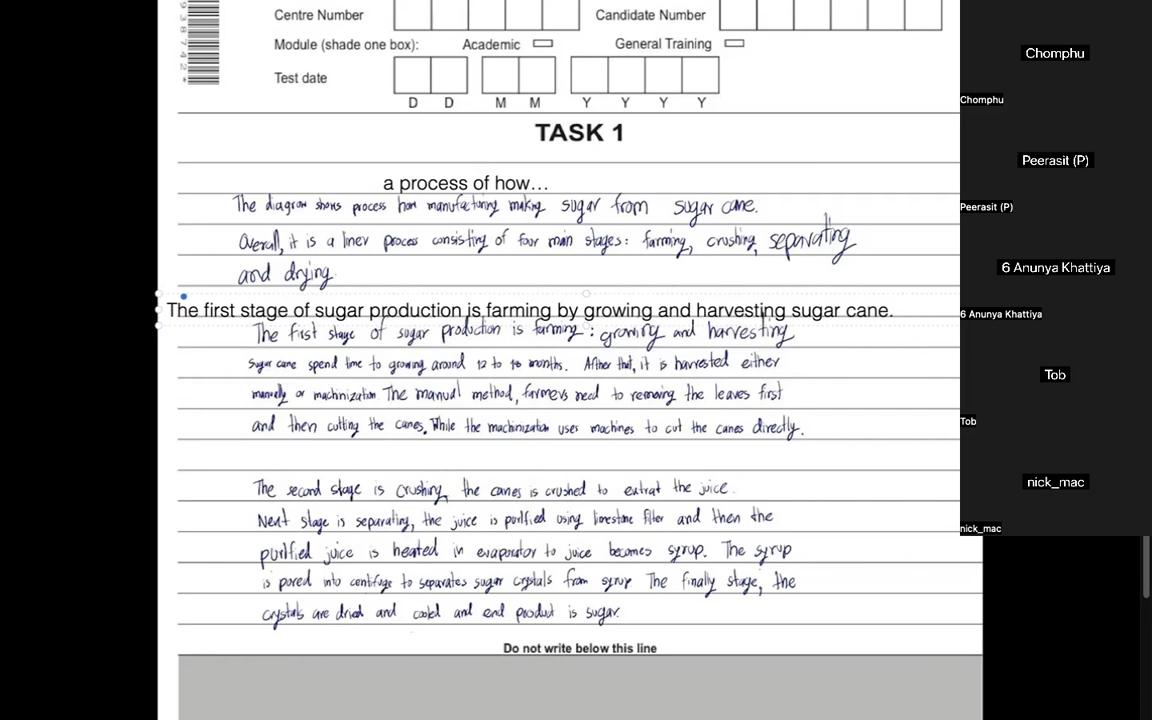 938742*
Centre Number
Candidate Number
Module (shade one box): Academic General Training
Test date
D D M M Y Y Y Y
TASK 1
a process of how...
The diagram shows process how manufacturing making sugar from sugar cane.
Overall, it is a liner process consisting of four main stages: farming, crushing, separating
and drying.
The first stage of sugar production is farming by growing and harvesting sugar cane.
The first stage of sugar production is farming : growing and harvesting
sugar cane spend time to growing around 12 to 18 months. After that, it is harvested either
manually or machinization. The manual method, farmers need to removing the leaves first
and then cutting the canes. While the machinization uses machines to cut the canes directly.
The second stage is crushing, the canes is crushed to extrat the juice.
Next stage is separating, the juice is purified using limestone filter and then the
purified juice is heated in evaporator to juice becomes syrup. The syrup
is pored into centifuge to separates sugar crystals from syrup The finally stage, the
crystals are dried and cooled and end product is sugar.
Do not write below this line
Chomphu
Chomphu
Peerasit (P)
Peerasit (P)
6 Anunya Khattiya
6 Anunya Khattiya
Tob
Tob
nick_mac
nick_mac